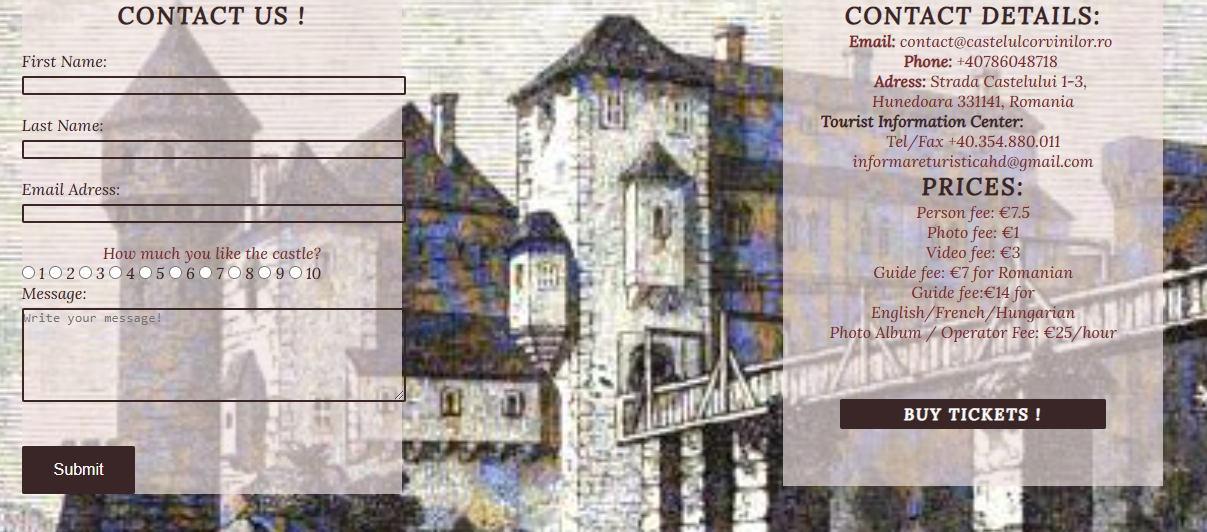 CONTACT US !
First Name:
Last Name:
Email Adress:
How much you like the castle?
1 2 3 4 5 6 7 8 9 10
Message:
Write your message!
Submit
CONTACT DETAILS:
Email: contact@castelulcorvinilor.ro
Phone: +40786048718
Adress: Strada Castelului 1-3,
Hunedoara 331141, Romania
Tourist Information Center:
Tel/Fax +40.354.880.011
informareturisticahd@gmail.com
PRICES:
Person fee: €7.5
Photo fee: €1
Video fee: €3
Guide fee: €7 for Romanian
Guide fee:€14 for
English/French/Hungarian
Photo Album / Operator Fee: €25/hour
BUY TICKETS !